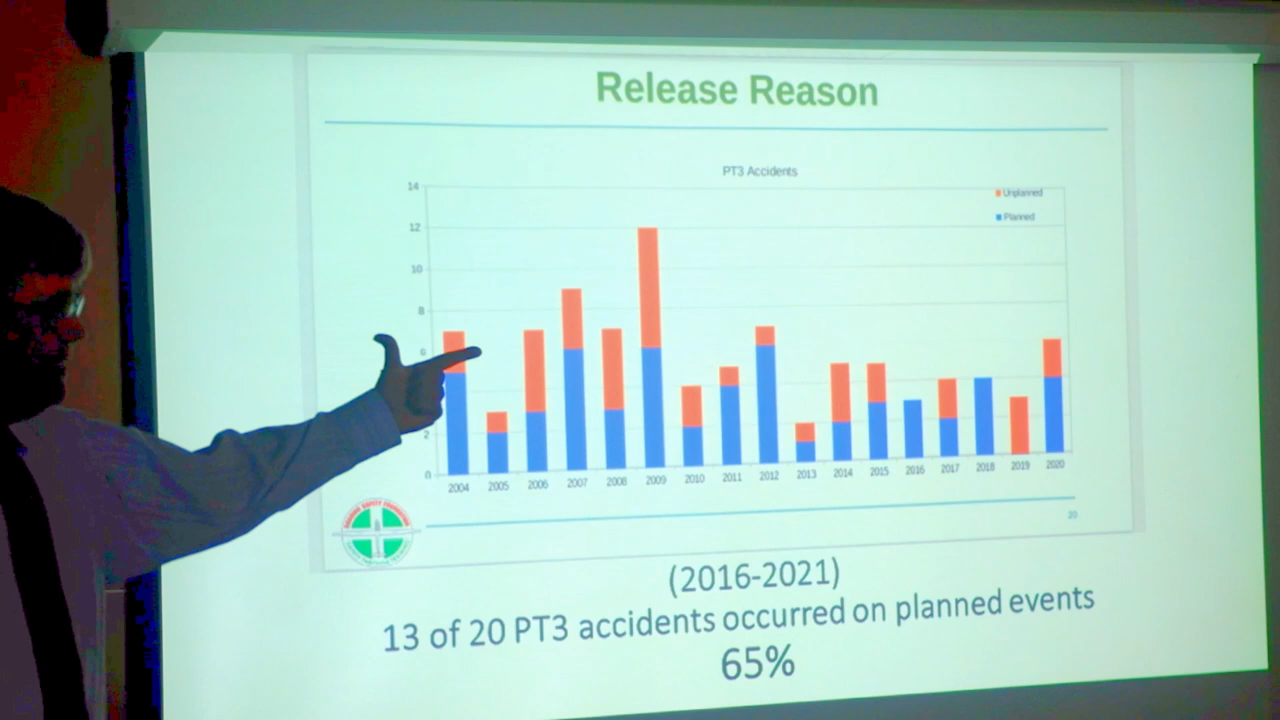 Release Reason
PT3 Accidents
Unplanned
Planned
14
12
10
8
6
2
0
2004 2005 2006 2007 2008 2009 2010 2011 2012 2013 2014 2015 2016 2017 2018 2019 2020
20
(2016-2021)
13 of 20 PT3 accidents occurred on planned events
65%